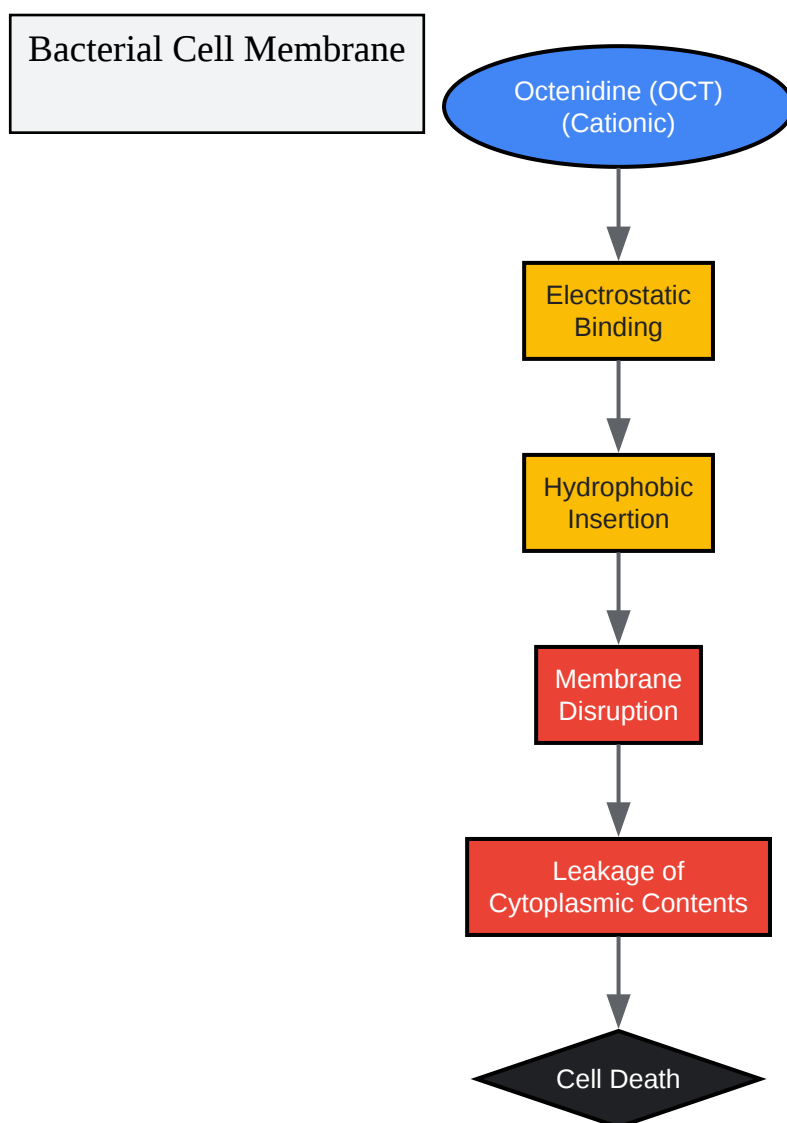 Bacterial Cell Membrane
Octenidine (OCT)
(Cationic)
Electrostatic
Binding
Hydrophobic
Insertion
Membrane
Disruption
Leakage of
Cytoplasmic Contents
Cell Death